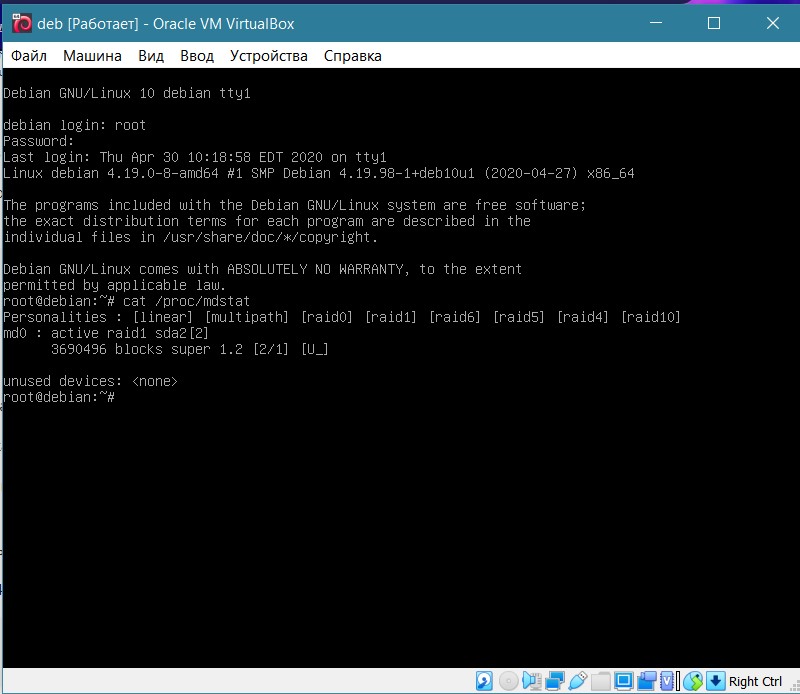 deb [Работает] - Oracle VM VirtualBox
Файл Машина Вид Ввод Устройства Справка
Debian GNU/Linux 10 debian tty1
debian login: root
Password:
Last login: Thu Apr 30 10:18:58 EDT 2020 on tty1
Linux debian 4.19.0-8-amd64 #1 SMP Debian 4.19.98-1+deb10u1 (2020-04-27) x86_64
The programs included with the Debian GNU/Linux system are free software;
the exact distribution terms for each program are described in the
individual files in /usr/share/doc/*/copyright.
Debian GNU/Linux comes with ABSOLUTELY NO WARRANTY, to the extent
permitted by applicable law.
root@debian:~# cat /proc/mdstat
Personalities : [linear] [multipath] [raid0] [raid1] [raid6] [raid5] [raid4] [raid10]
md0 : active raid1 sda2[2]
3690496 blocks super 1.2 [2/1] [U_]
unused devices: <none>
root@debian:~#
Right Ctrl